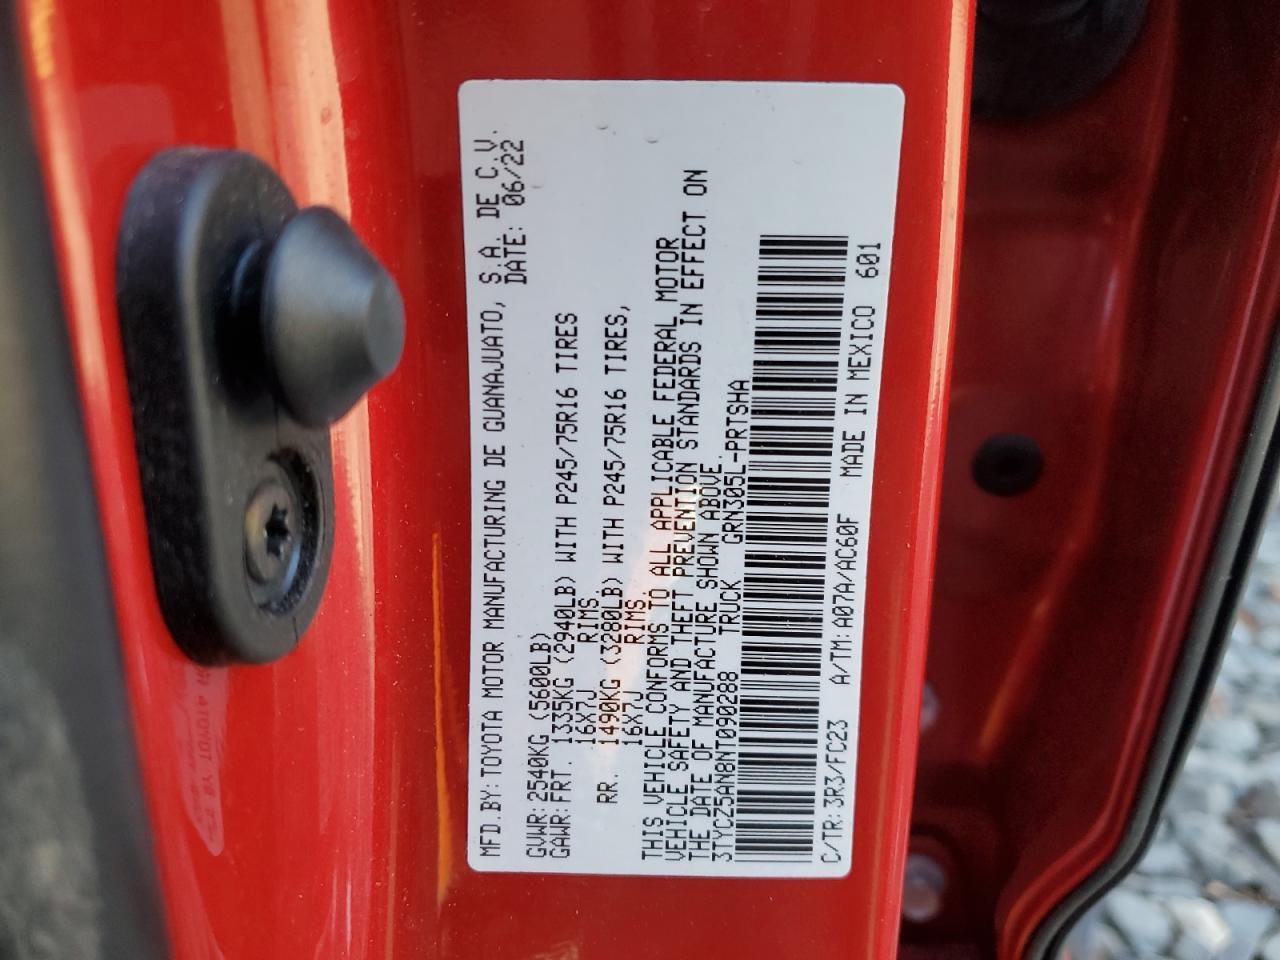 MFD.BY:TOYOTA MOTOR MANUFACTURING DE GUANAJUATO, S.A. DE C.V.
DATE: 06/22
GVWR:2540KG (5600LB)
GAWR:FRT. 1335KG (2940LB) WITH P245/75R16 TIRES
16X7J RIMS.
RR. 1490KG (3280LB) WITH P245/75R16 TIRES,
16X7J RIMS.
THIS VEHICLE CONFORMS TO ALL APPLICABLE FEDERAL MOTOR
VEHICLE SAFETY AND THEFT PREVENTION STANDARDS IN EFFECT ON
THE DATE OF MANUFACTURE SHOWN ABOVE.
3TYCZ5AN8NT090288 TRUCK GRN305L-PRTSHA
C/TR:3R3/FC23 A/TM:A07A/AC60F MADE IN MEXICO 601